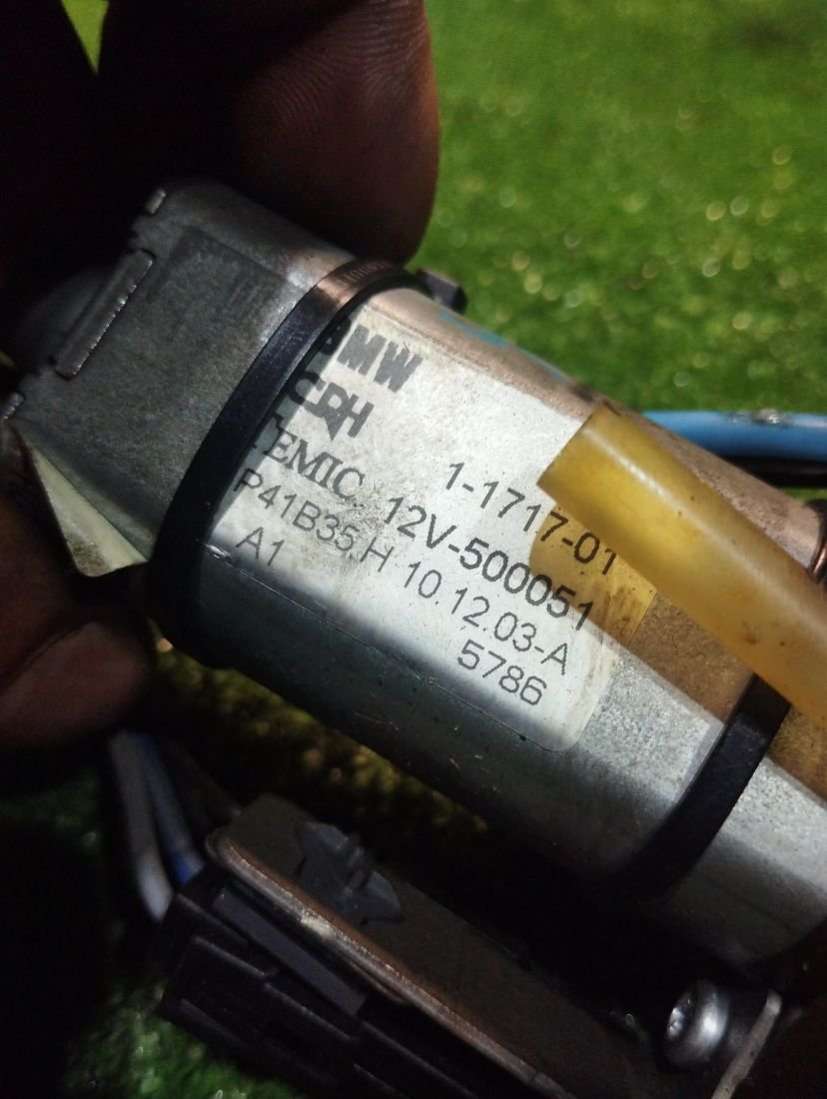 BMW
CRH
TEMIC 1-1717-01
P41B35,H 12V-500051
A1 10.12.03-A
5786